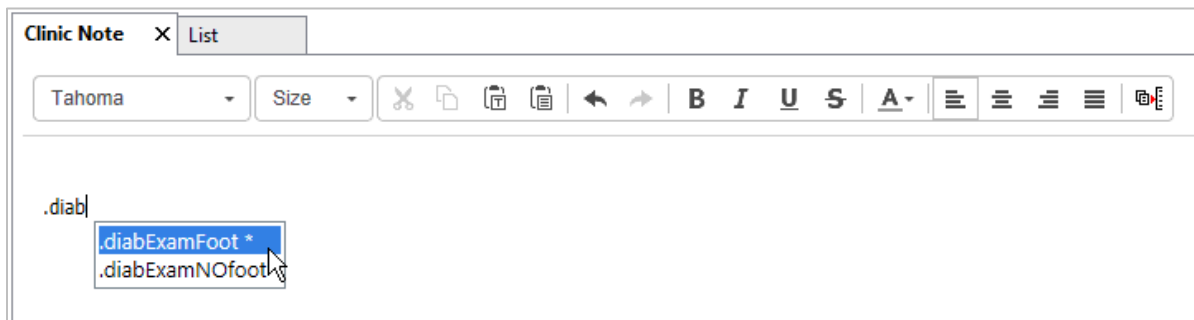 Clinic Note X List
Tahoma Size B I U S A
.diab
.diabExamFoot *
.diabExamNOfoot